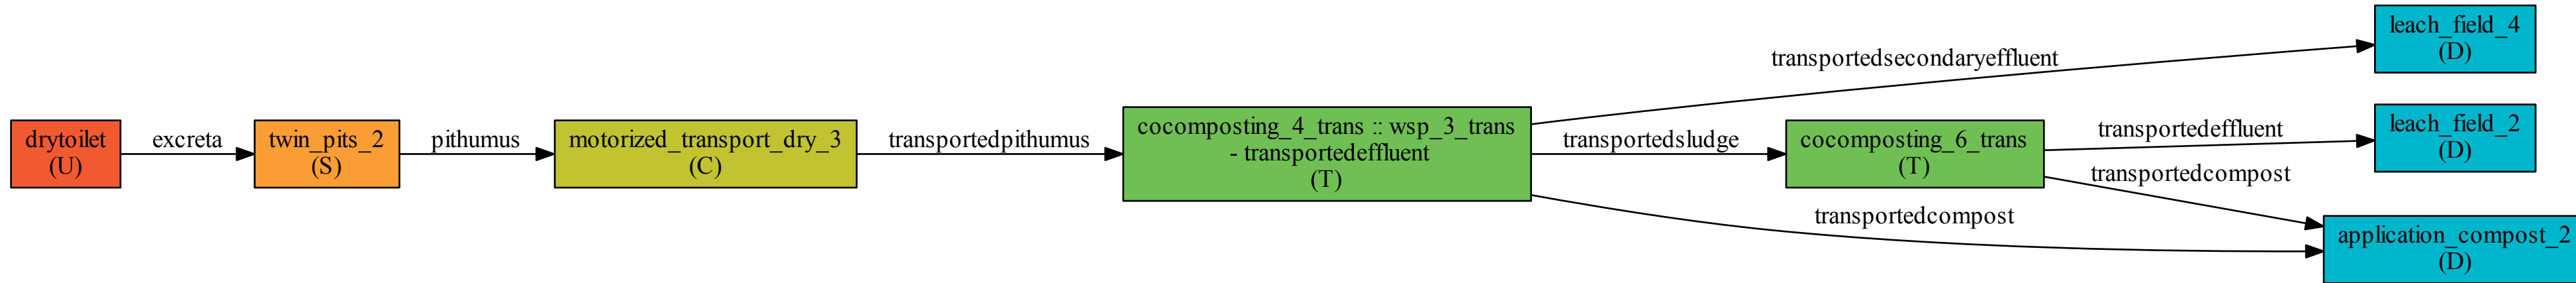 drytoilet
(U)
excreta
twin_pits_2
(S)
pithumus
motorized_transport_dry_3
(C)
transportedpithumus
cocomposting_4_trans :: wsp_3_trans
- transportedeffluent
(T)
transportedsecondaryeffluent
transportedsludge
transportedcompost
cocomposting_6_trans
(T)
transportedeffluent
transportedcompost
leach_field_4
(D)
leach_field_2
(D)
application_compost_2
(D)